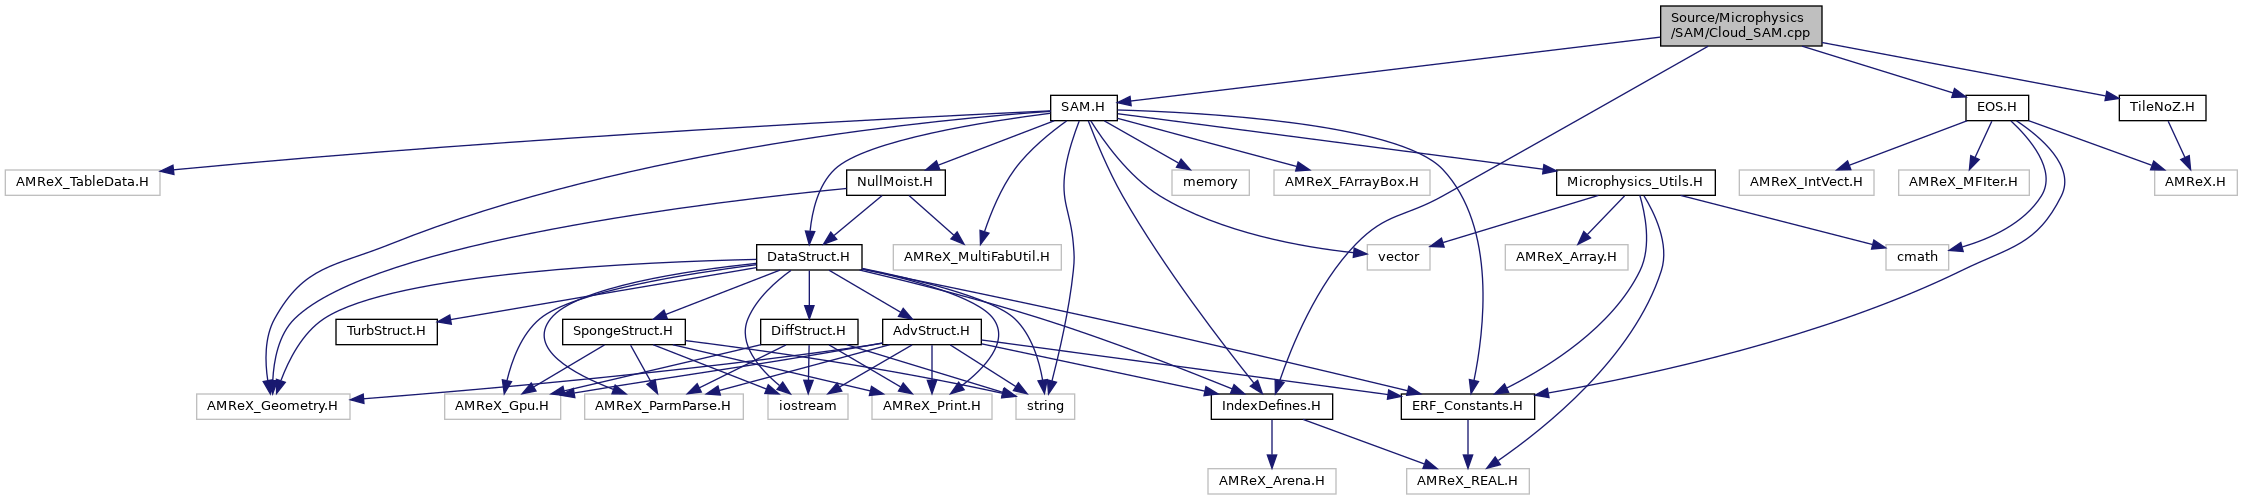 Source/Microphysics
/SAM/Cloud_SAM.cpp
SAM.H
EOS.H
TileNoZ.H
AMReX_TableData.H
NullMoist.H
memory
AMReX_FArrayBox.H
Microphysics_Utils.H
AMReX_IntVect.H
AMReX_MFIter.H
AMReX.H
DataStruct.H
AMReX_MultiFabUtil.H
vector
AMReX_Array.H
cmath
TurbStruct.H
SpongeStruct.H
DiffStruct.H
AdvStruct.H
AMReX_Geometry.H
AMReX_Gpu.H
AMReX_ParmParse.H
iostream
AMReX_Print.H
string
IndexDefines.H
ERF_Constants.H
AMReX_Arena.H
AMReX_REAL.H